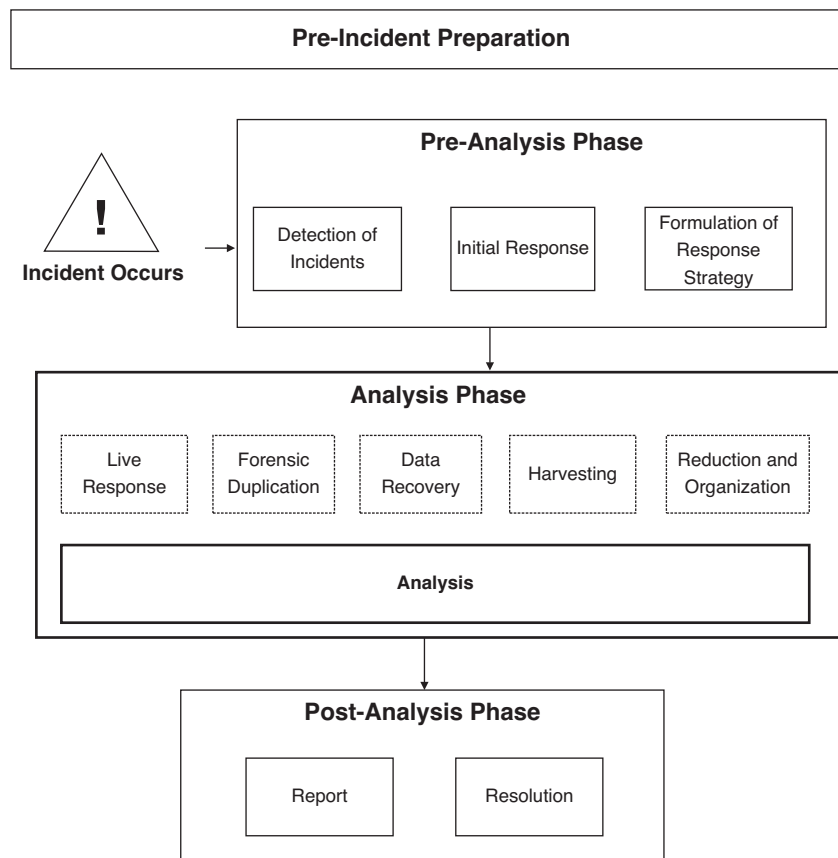 Pre-Incident Preparation
Pre-Analysis Phase
!
Incident Occurs
Detection of
Incidents
Initial Response
Formulation of
Response
Strategy
Analysis Phase
Live
Response
Forensic
Duplication
Data
Recovery
Harvesting
Reduction and
Organization
Analysis
Post-Analysis Phase
Report
Resolution